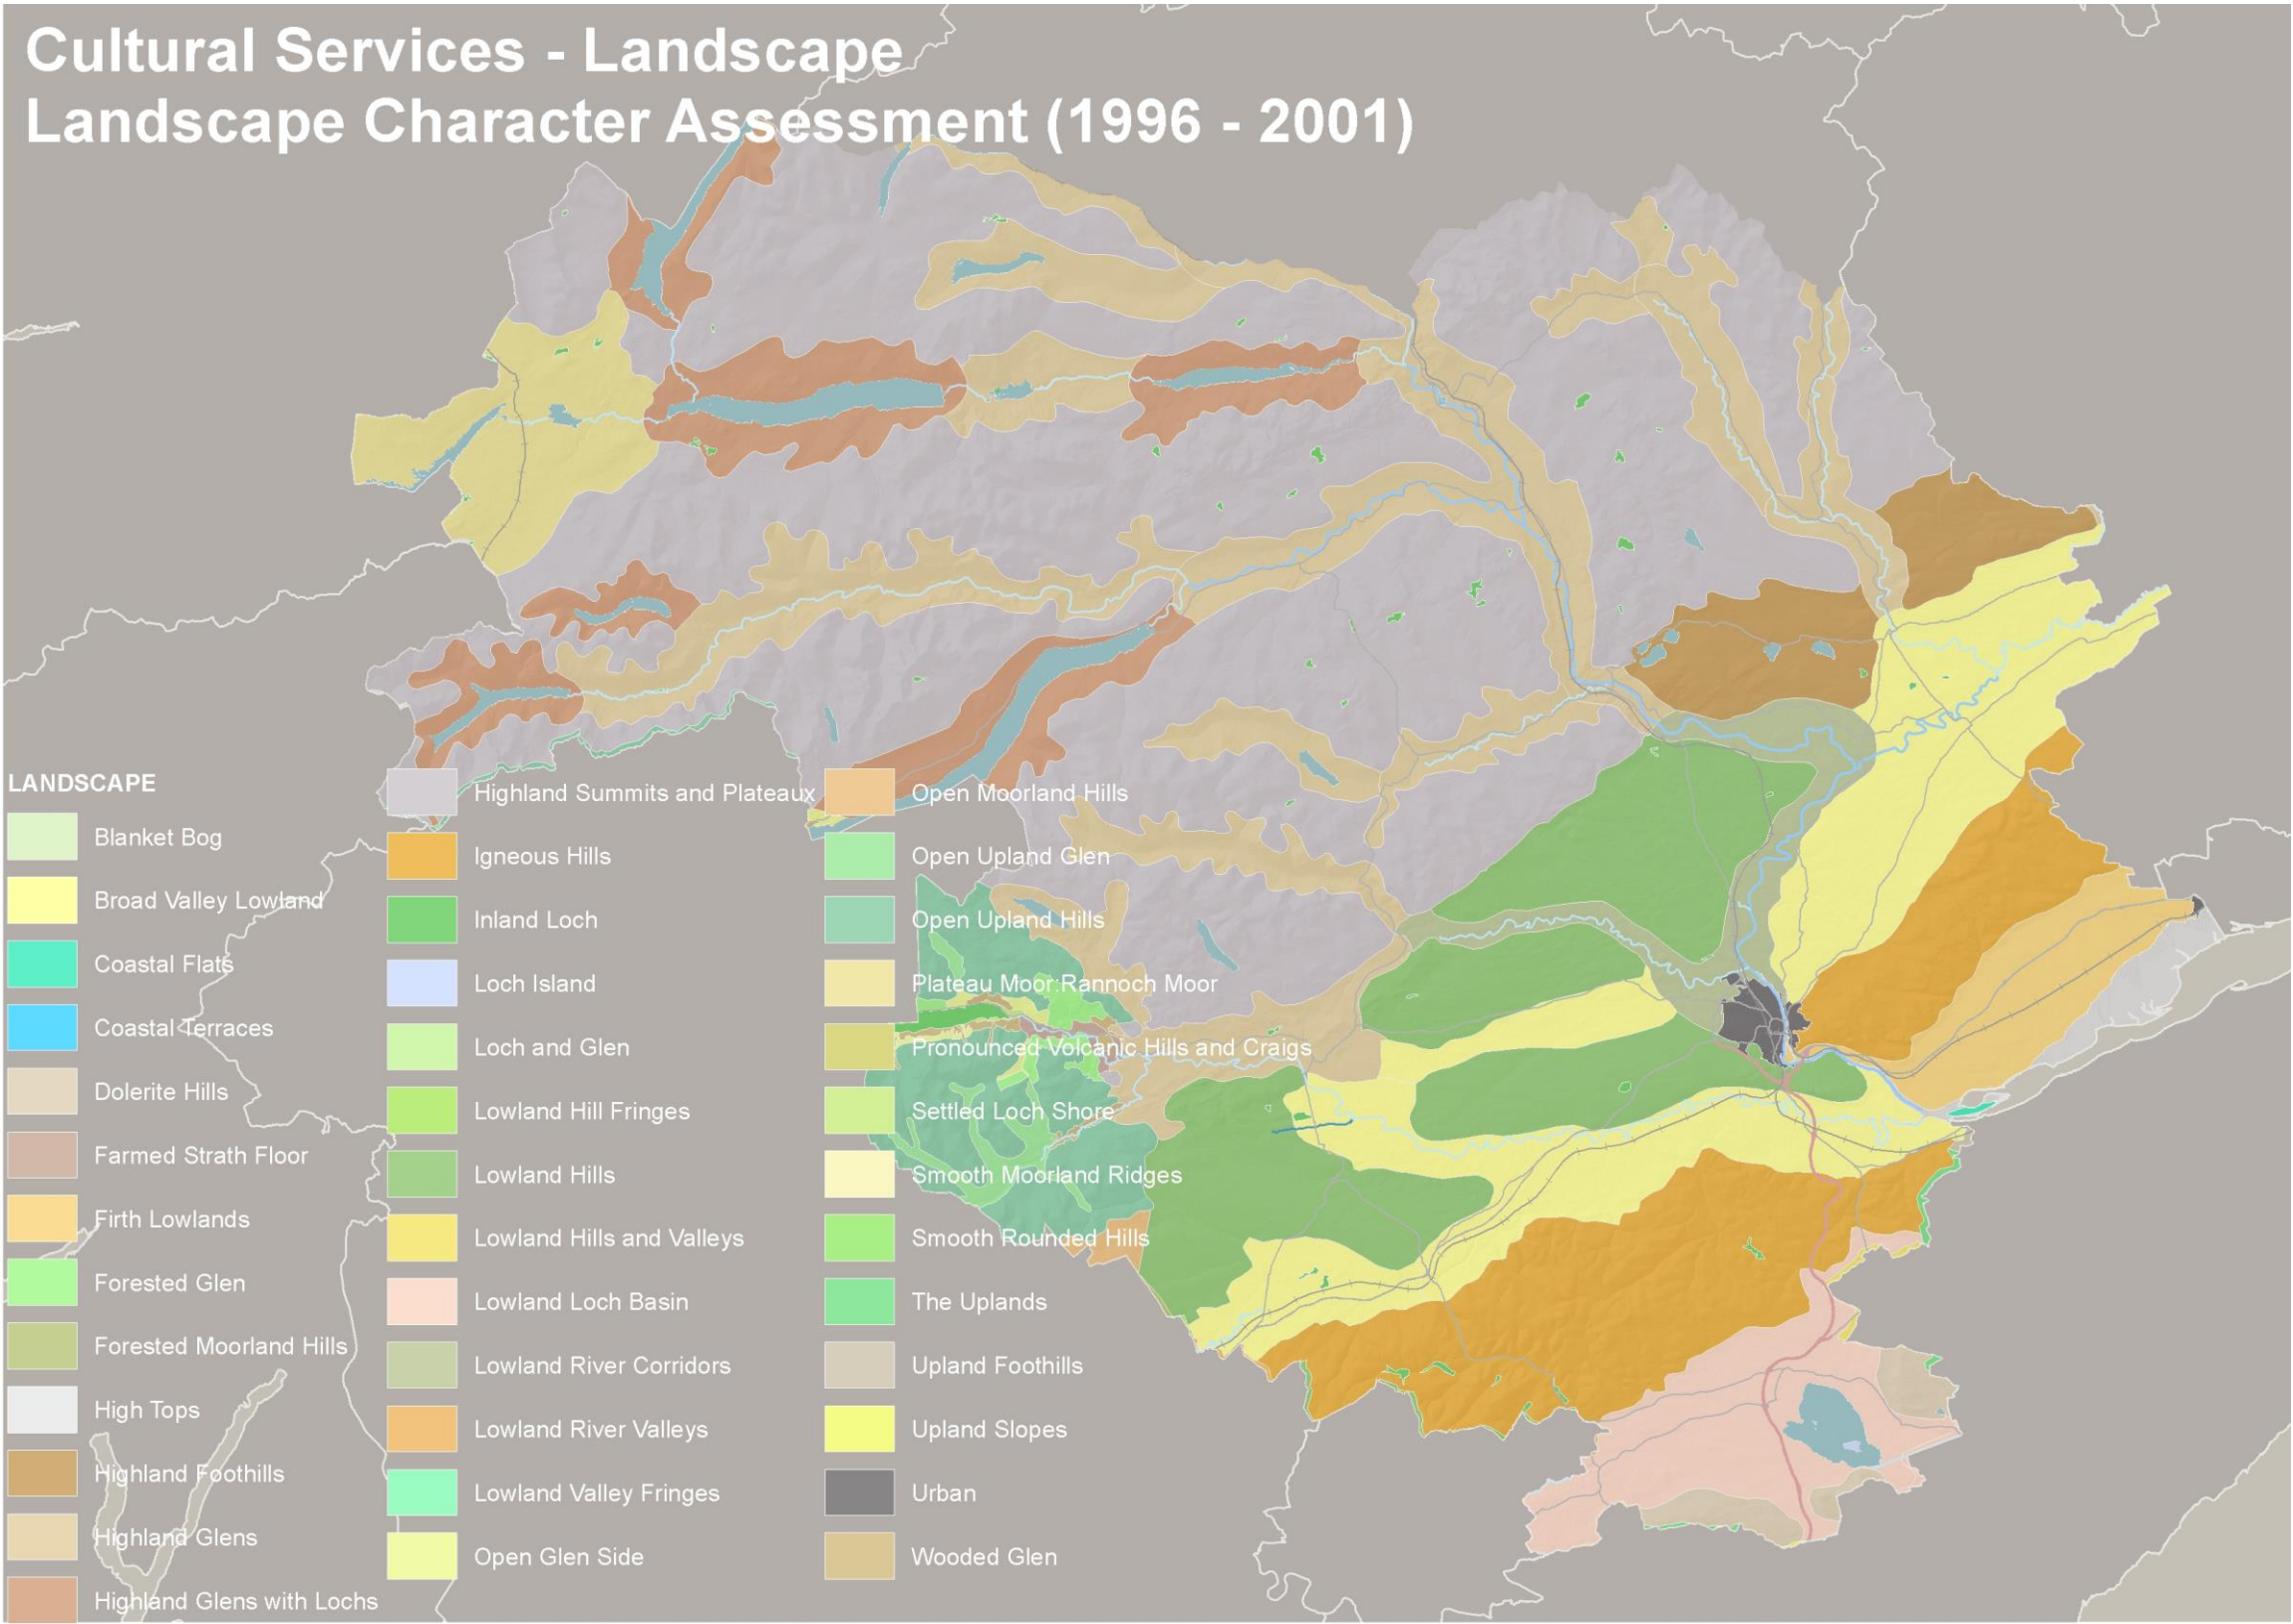 Cultural Services - Landscape
Landscape Character Assessment (1996 - 2001)
LANDSCAPE
Blanket Bog
Broad Valley Lowland
Coastal Flats
Coastal Terraces
Dolerite Hills
Farmed Strath Floor
Firth Lowlands
Forested Glen
Forested Moorland Hills
High Tops
Highland Foothills
Highland Glens
Highland Glens with Lochs
Highland Summits and Plateaux
Igneous Hills
Inland Loch
Loch Island
Loch and Glen
Lowland Hill Fringes
Lowland Hills
Lowland Hills and Valleys
Lowland Loch Basin
Lowland River Corridors
Lowland River Valleys
Lowland Valley Fringes
Open Glen Side
Open Moorland Hills
Open Upland Glen
Open Upland Hills
Plateau Moor:Rannoch Moor
Pronounced Volcanic Hills and Craigs
Settled Loch Shore
Smooth Moorland Ridges
Smooth Rounded Hills
The Uplands
Upland Foothills
Upland Slopes
Urban
Wooded Glen